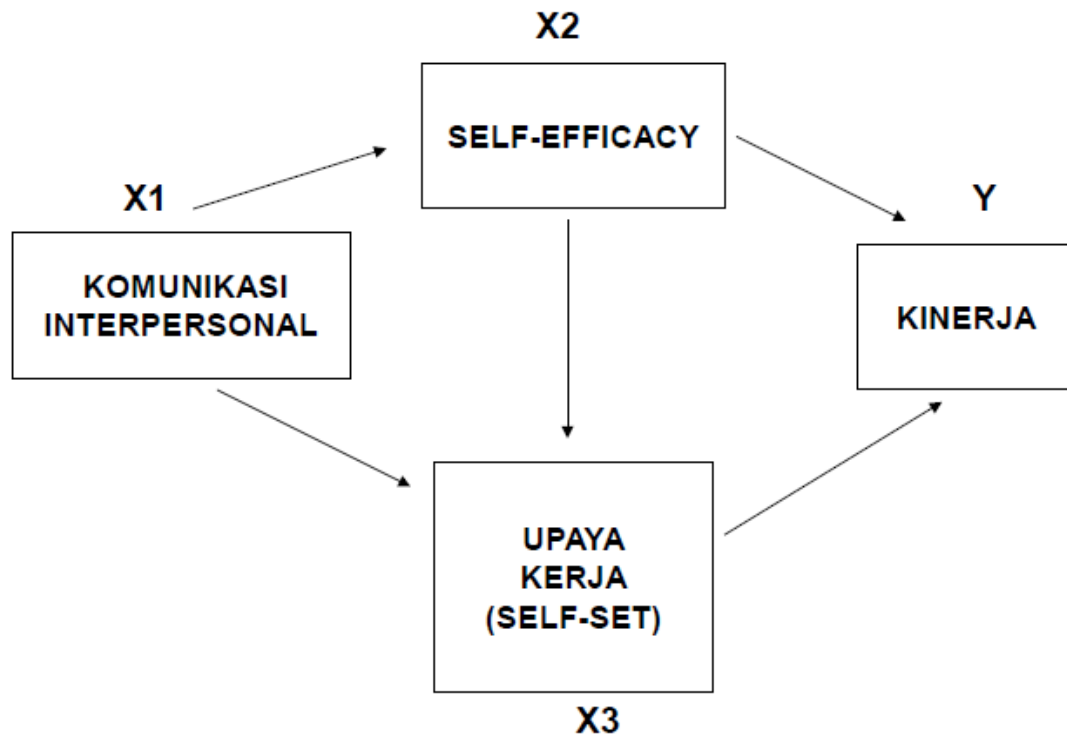 X2
SELF-EFFICACY
X1
KOMUNIKASI
INTERPERSONAL
Y
KINERJA
UPAYA
KERJA
(SELF-SET)
X3